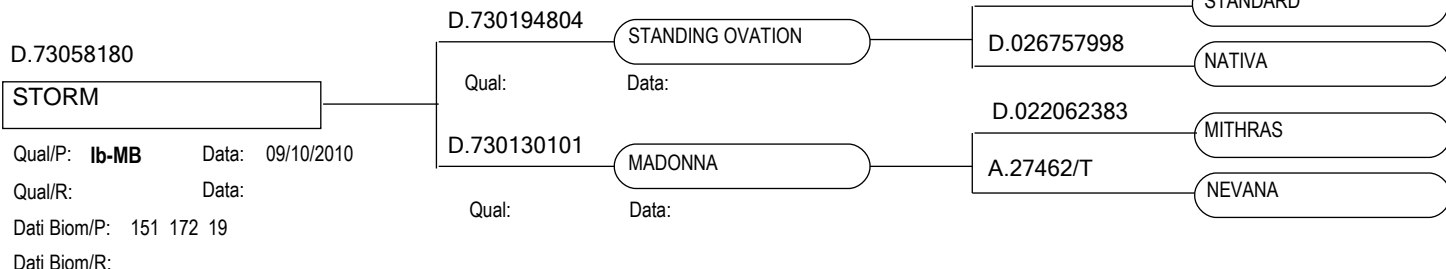 STANDARD
D.730194804
STANDING OVATION
D.026757998
NATIVA
D.73058180
STORM
Qual: Data:
D.022062383
MITHRAS
Qual/P: Ib-MB Data: 09/10/2010
D.730130101
MADONNA
A.27462/T
NEVANA
Qual/R: Data:
Qual: Data:
Dati Biom/P: 151 172 19
Dati Biom/R: